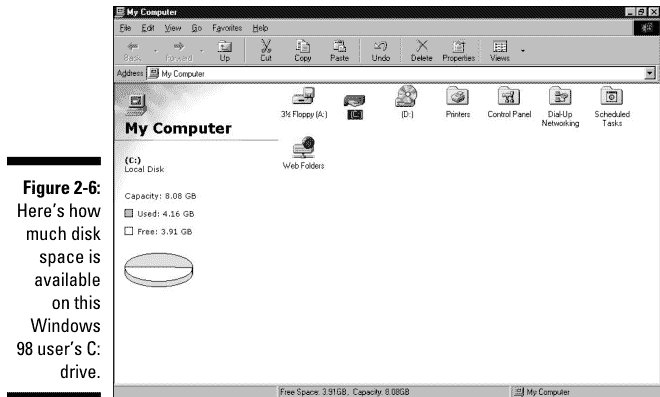 My Computer
File Edit View Go Favorites Help
Back Forward Up Cut Copy Paste Undo Delete Properties Views
Address My Computer
My Computer
(C:)
Local Disk
Capacity: 8.08 GB
Used: 4.16 GB
Free: 3.91 GB
3½ Floppy (A:) (C:) (D:) Printers Control Panel Dial-Up Networking Scheduled Tasks
Web Folders
Free Space: 3.91GB, Capacity: 8.08GB My Computer
Figure 2-6:
Here's how
much disk
space is
available
on this
Windows
98 user's C:
drive.